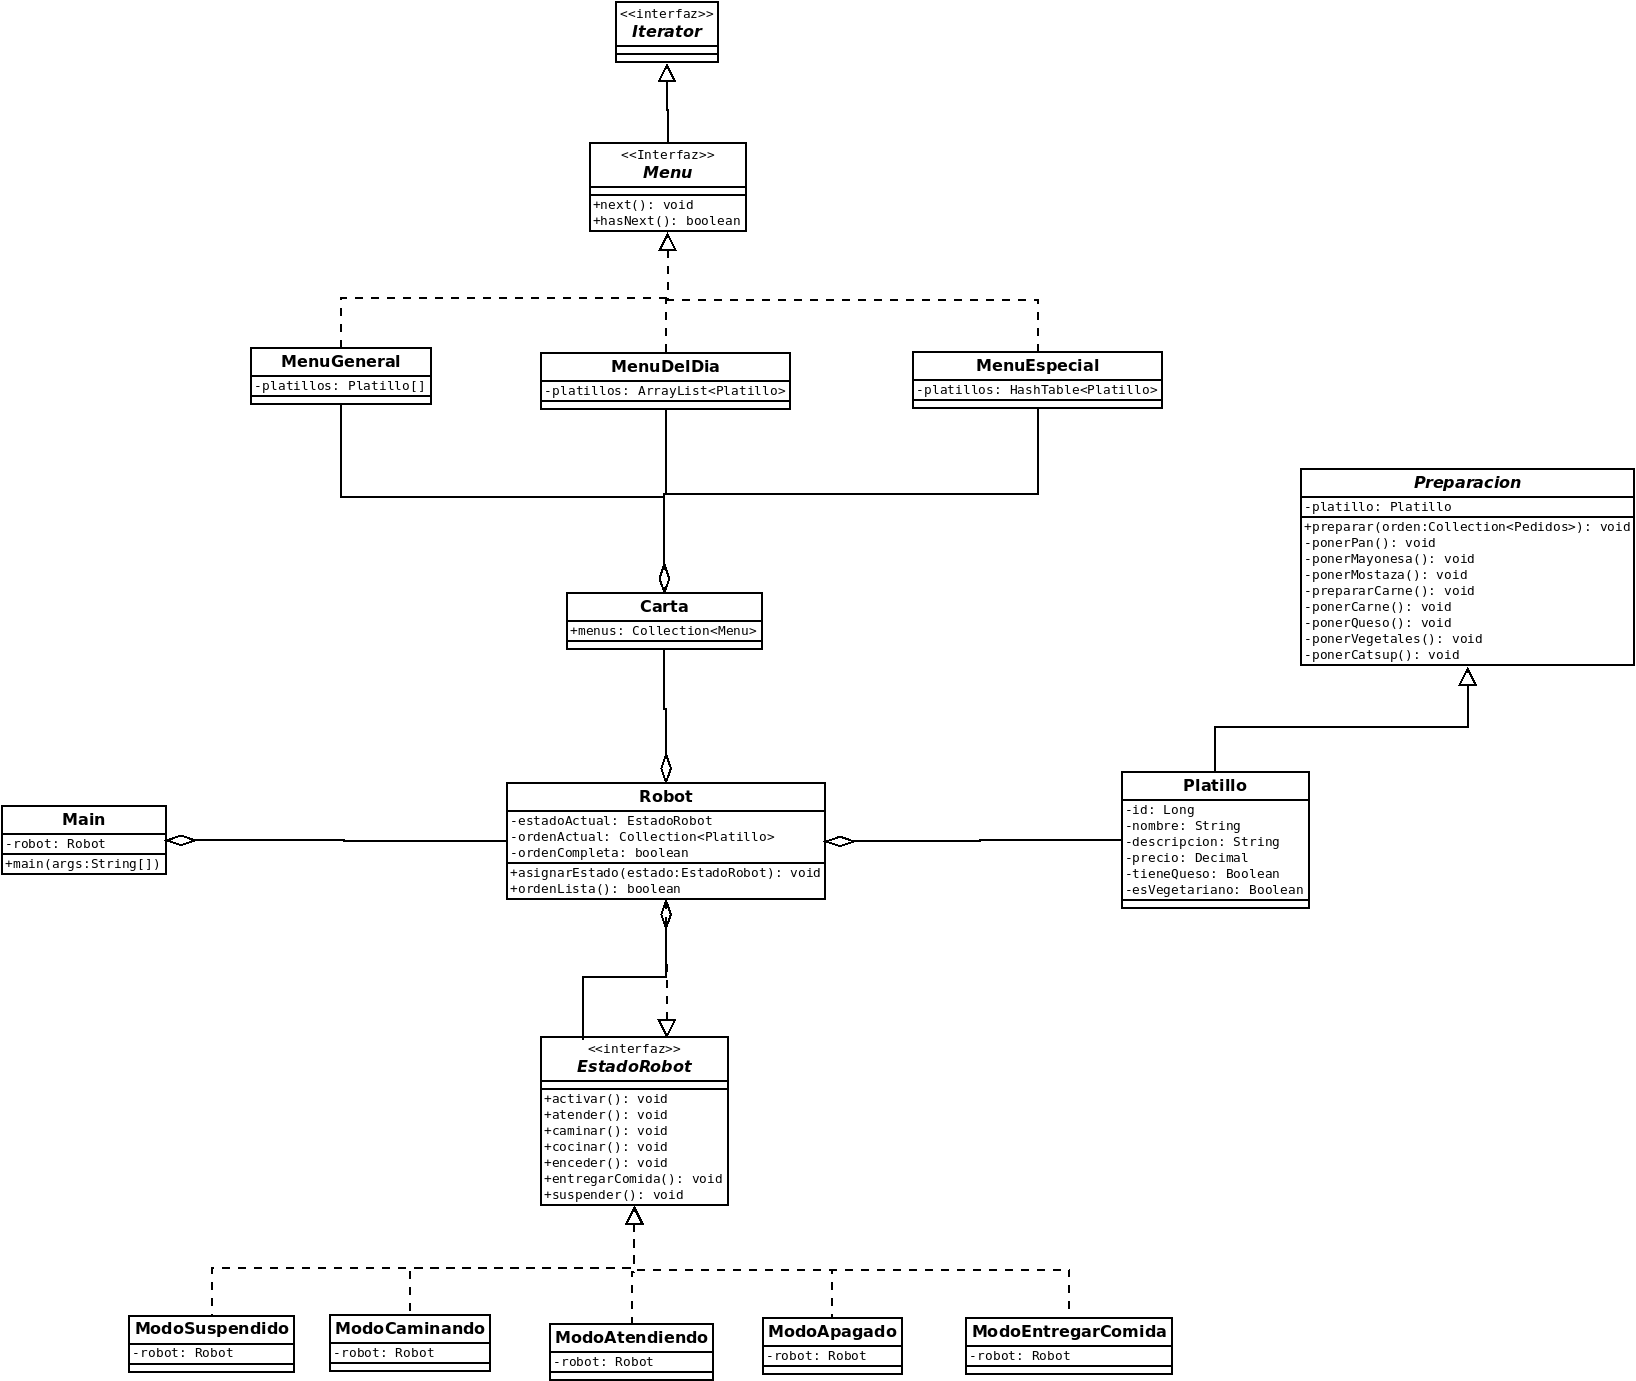 <<interfaz>>
Iterator
<<Interfaz>>
Menu
+next(): void
+hasNext(): boolean
MenuGeneral
-platillos: Platillo[]
MenuDelDia
-platillos: ArrayList<Platillo>
MenuEspecial
-platillos: HashTable<Platillo>
Preparacion
-platillo: Platillo
+preparar(orden:Collection<Pedidos>): void
-ponerPan(): void
-ponerMayonesa(): void
-ponerMostaza(): void
-prepararCarne(): void
-ponerCarne(): void
-ponerQueso(): void
-ponerVegetales(): void
-ponerCatsup(): void
Carta
+menus: Collection<Menu>
Main
-robot: Robot
+main(args:String[])
Robot
-estadoActual: EstadoRobot
-ordenActual: Collection<Platillo>
-ordenCompleta: boolean
+asignarEstado(estado:EstadoRobot): void
+ordenLista(): boolean
Platillo
-id: Long
-nombre: String
-descripcion: String
-precio: Decimal
-tieneQueso: Boolean
-esVegetariano: Boolean
<<interfaz>>
EstadoRobot
+activar(): void
+atender(): void
+caminar(): void
+cocinar(): void
+enceder(): void
+entregarComida(): void
+suspender(): void
ModoSuspendido
-robot: Robot
ModoCaminando
-robot: Robot
ModoAtendiendo
-robot: Robot
ModoApagado
-robot: Robot
ModoEntregarComida
-robot: Robot